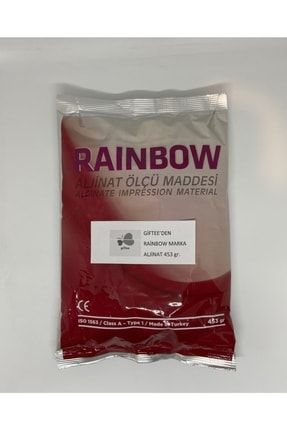 RAINBOW
ALJİNAT ÖLÇÜ MADDESİ
ALGINATE IMPRESSION MATERIAL
giftee
GİFTEE'DEN
RAINBOW MARKA
ALJİNAT 453 gr.
CE
ISO 1563 / Class A - Type 1 / Made in Turkey
453 gr